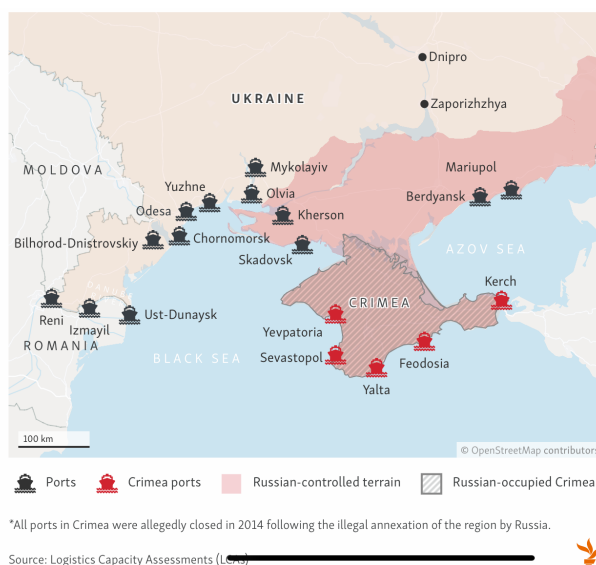 Dnipro
UKRAINE
Zaporizhzhya
MOLDOVA
Mykolayiv
Mariupol
Yuzhne
Olvia
Berdyansk
Odesa
Kherson
Bilhorod-Dnistrovskiy
Chornomorsk
Skadovsk
AZOV SEA
Kerch
DANUBE
CRIMEA
Reni
Izmayil
Ust-Dunaysk
Yevpatoria
ROMANIA
BLACK SEA
Sevastopol
Feodosia
Yalta
100 km
© OpenStreetMap contributors
Ports
Crimea ports
Russian-controlled terrain
Russian-occupied Crimea
*All ports in Crimea were allegedly closed in 2014 following the illegal annexation of the region by Russia.
Source: Logistics Capacity Assessments (LCAs)